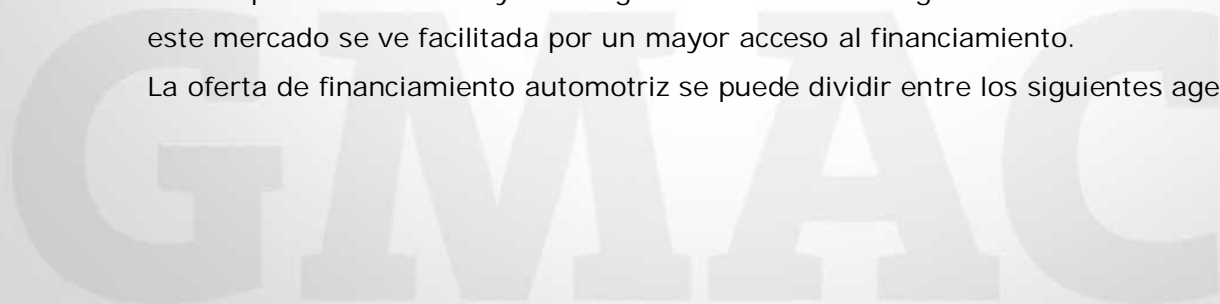 este mercado se ve facilitada por un mayor acceso al financiamiento.
La oferta de financiamiento automotriz se puede dividir entre los siguientes age
GMAC